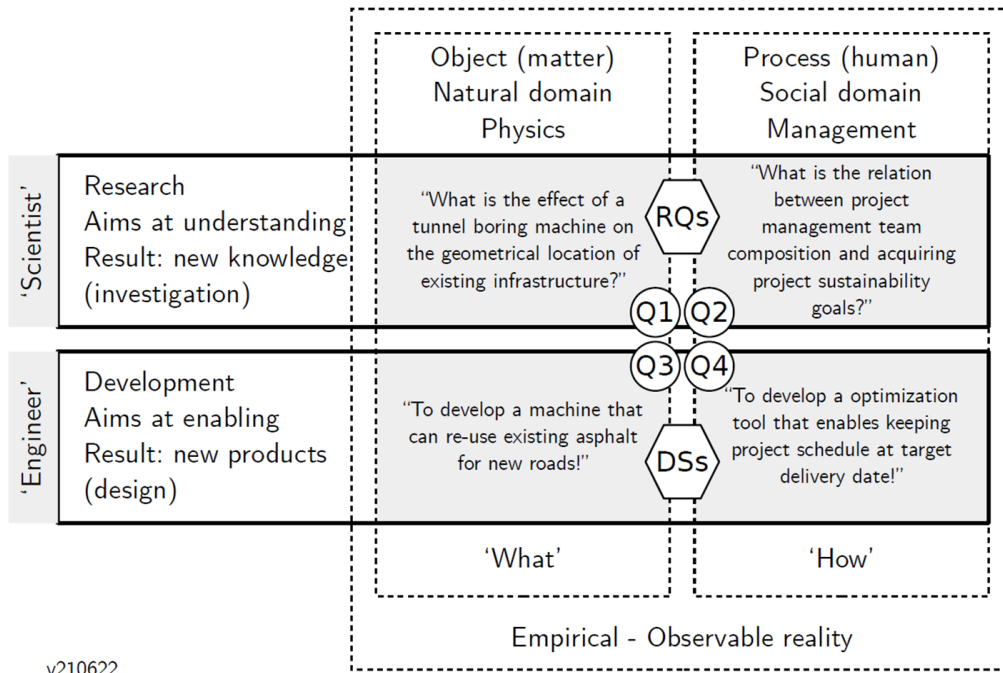 Object (matter)
Natural domain
Physics
Process (human)
Social domain
Management
‘Scientist’
Research
Aims at understanding
Result: new knowledge
(investigation)
“What is the effect of a
tunnel boring machine on
the geometrical location of
existing infrastructure?”
RQs
“What is the relation
between project
management team
composition and acquiring
project sustainability
goals?”
Q1
Q2
Q3
Q4
‘Engineer’
Development
Aims at enabling
Result: new products
(design)
“To develop a machine that
can re-use existing asphalt
for new roads!”
DSs
“To develop a optimization
tool that enables keeping
project schedule at target
delivery date!”
‘What’
‘How’
Empirical - Observable reality
v210622